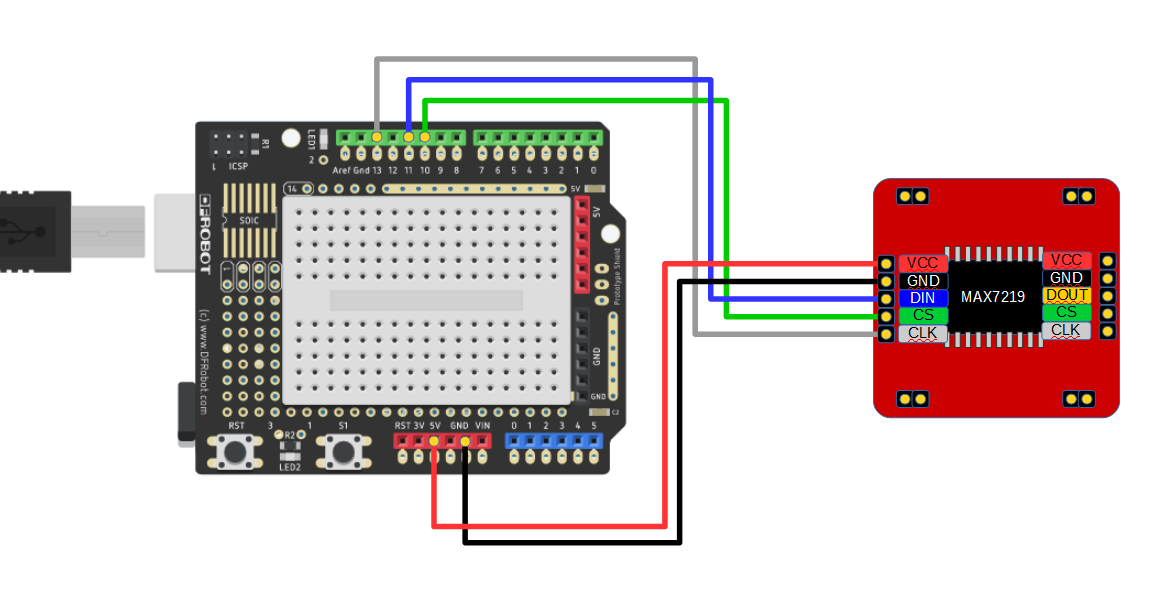 LED1
R1
1 ICSP
2
Aref Gnd 13 12 11 10 9 8
7 6 5 4 3 2 1 0
14
5V
DFROBOT
SOIC
5V
1
Prototype Shield
(c) www.DFRobot.com
GND
GND
C2
RST
3
R2
1
S1
LED2
RST 3V 5V GND VIN
0 1 2 3 4 5
VCC
GND
DIN
CS
CLK
MAX7219
VCC
GND
DOUT
CS
CLK